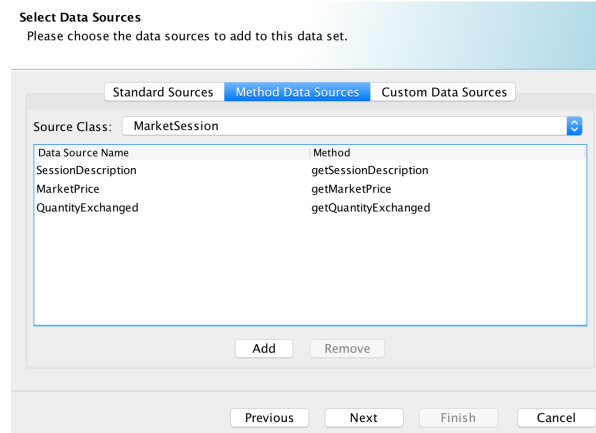 Select Data Sources
Please choose the data sources to add to this data set.
Standard Sources Method Data Sources Custom Data Sources
Source Class: MarketSession
Data Source Name Method
SessionDescription getSessionDescription
MarketPrice getMarketPrice
QuantityExchanged getQuantityExchanged
Add Remove
Previous Next Finish Cancel